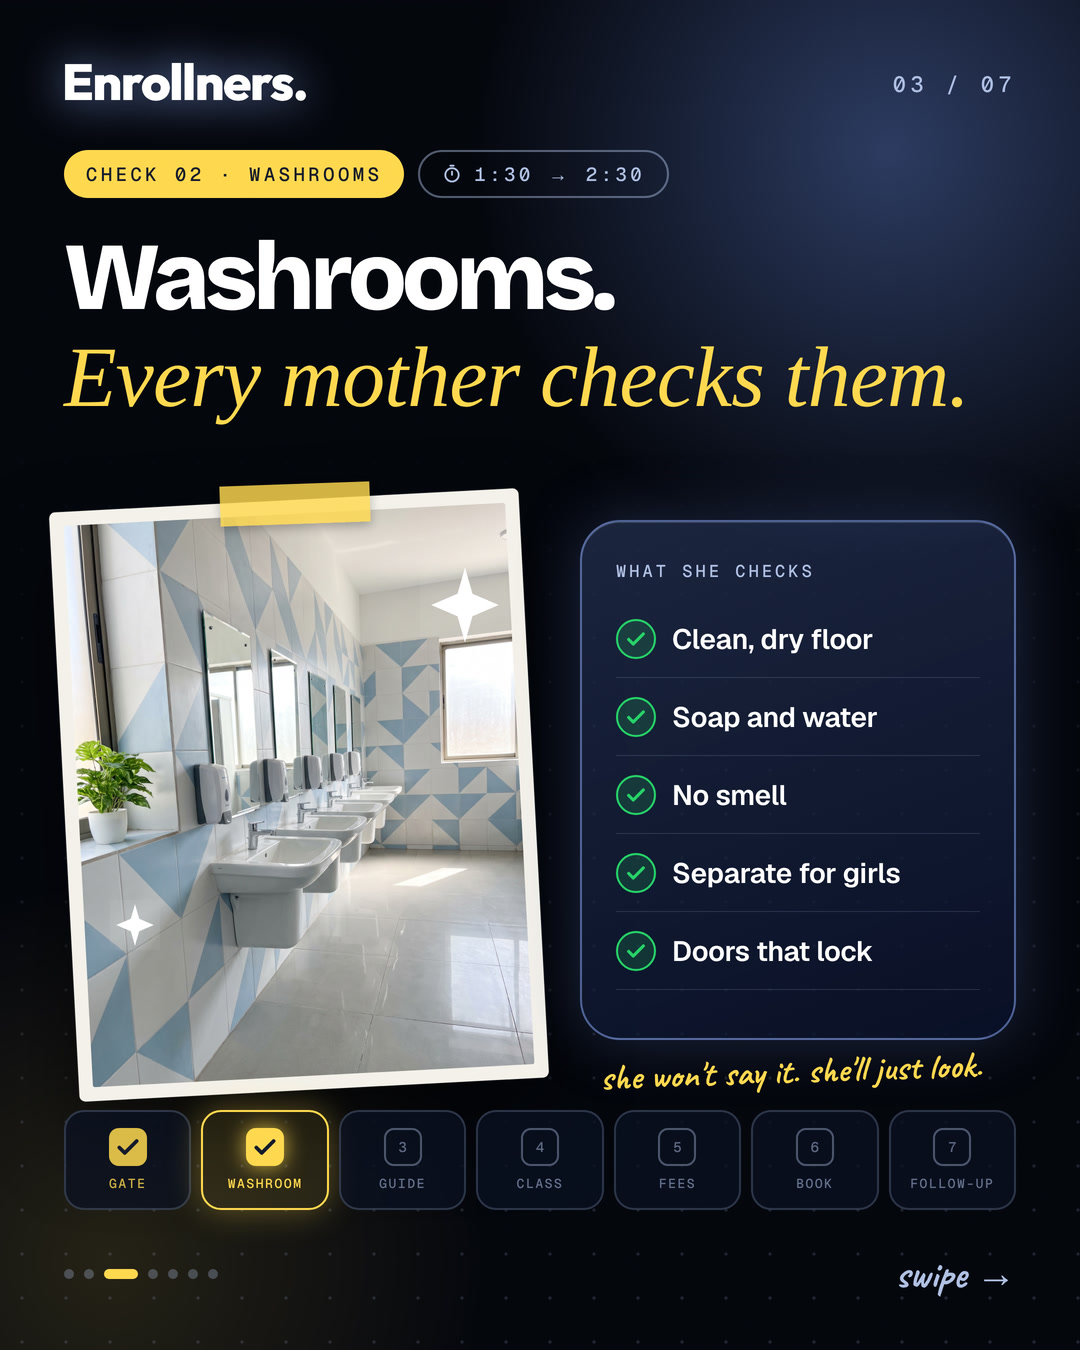 Enrollners.
03 / 07
CHECK 02 · WASHROOMS
1:30 → 2:30
Washrooms.
Every mother checks them.
WHAT SHE CHECKS
Clean, dry floor
Soap and water
No smell
Separate for girls
Doors that lock
she won't say it. she'll just look.
GATE
WASHROOM
3
GUIDE
4
CLASS
5
FEES
6
BOOK
7
FOLLOW-UP
swipe →